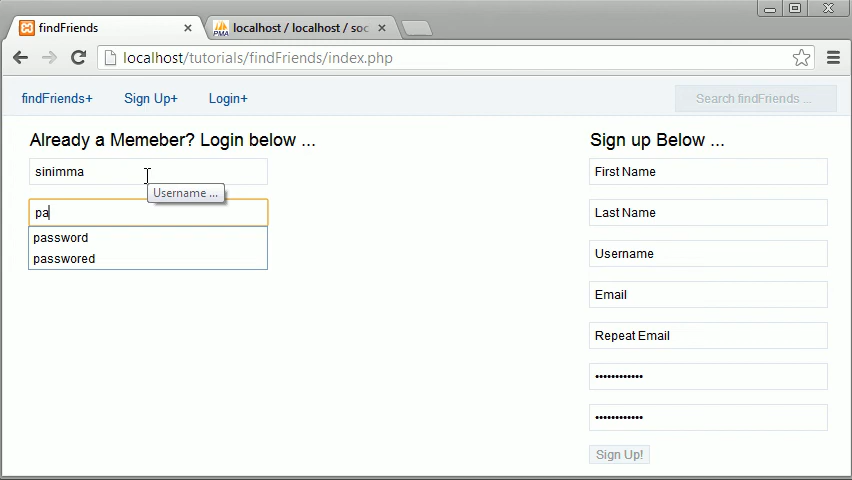 findFriends
localhost / localhost / soc
localhost/tutorials/findFriends/index.php
findFriends+ Sign Up+ Login+ Search findFriends ...
Already a Memeber? Login below ...
sinimma
Username ...
pa
password
passwored
Sign up Below ...
First Name
Last Name
Username
Email
Repeat Email
••••••••••••
••••••••••••
Sign Up!